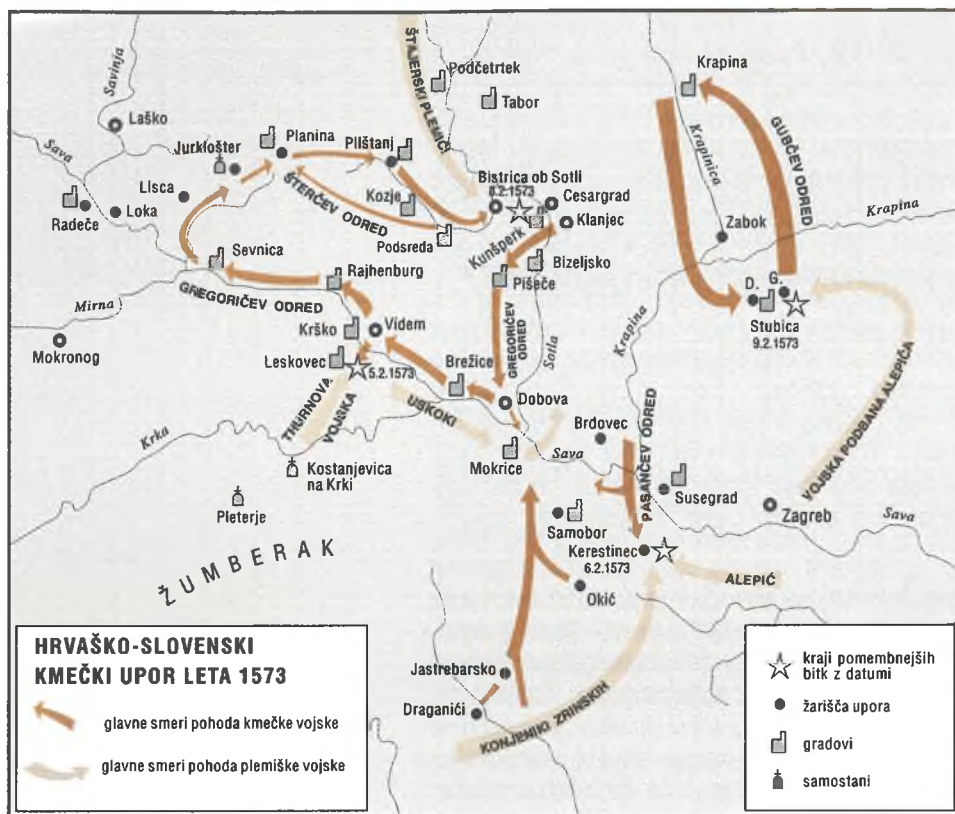 Savinja
Laško
Sava
Jurklošter
Planina
Pilštanj
Podčetrtek
Tabor
ŠTAJERSKI PLEMIČI
Krapina
Krapinica
GUBČEV ODRED
Lisca
Radeče
Loka
ŠTERČEV ODRED
Kozje
Podsreda
Bistrica ob Sotli
8.2.1573
Cesargrad
Klanjec
Kunšperk
Zabok
Krapina
Sevnica
Rajhenburg
GREGORIČEV ODRED
Bizeljsko
Pišeče
D. G.
Stubica
9.2.1573
Mirna
Mokronog
Krško
Videm
Leskovec
5.2.1573
Brežice
GREGORIČEV
ODRED
Sotla
Krapina
THURNOVA
VOJSKA
USKOKI
Dobova
Brdovec
PASANČEV ODRED
VOJSKA PODBANA ALEPIČA
Krka
Kostanjevica
na Krki
Mokrice
Sava
Susegrad
Zagreb
Sava
Pleterje
Samobor
Kerestinec
6.2.1573
ŽUMBERAK
Okić
ALEPIĆ
Jastrebarsko
Draganići
KONJENIKI ZRINSKIH
HRVAŠKO-SLOVENSKI
KMEČKI UPOR LETA 1573
glavne smeri pohoda kmečke vojske
glavne smeri pohoda plemiške vojske
kraji pomembnejših
bitk z datumi
žarišča upora
gradovi
samostani